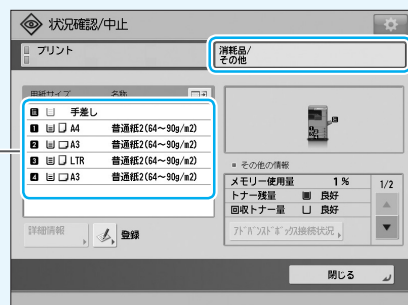 状況確認/中止
プリント
消耗品/
その他
用紙サイズ 名称
手差し
1 A4 普通紙2(64～90g/m2)
2 A3 普通紙2(64～90g/m2)
3 LTR 普通紙2(64～90g/m2)
4 A3 普通紙2(64～90g/m2)
その他の情報
メモリー使用量 1 %
トナー残量 良好
回収トナー量 良好
1/2
詳細情報
登録
ｱﾄﾞﾊﾞﾝｽﾄﾞﾎﾞｯｸｽ接続状況
閉じる